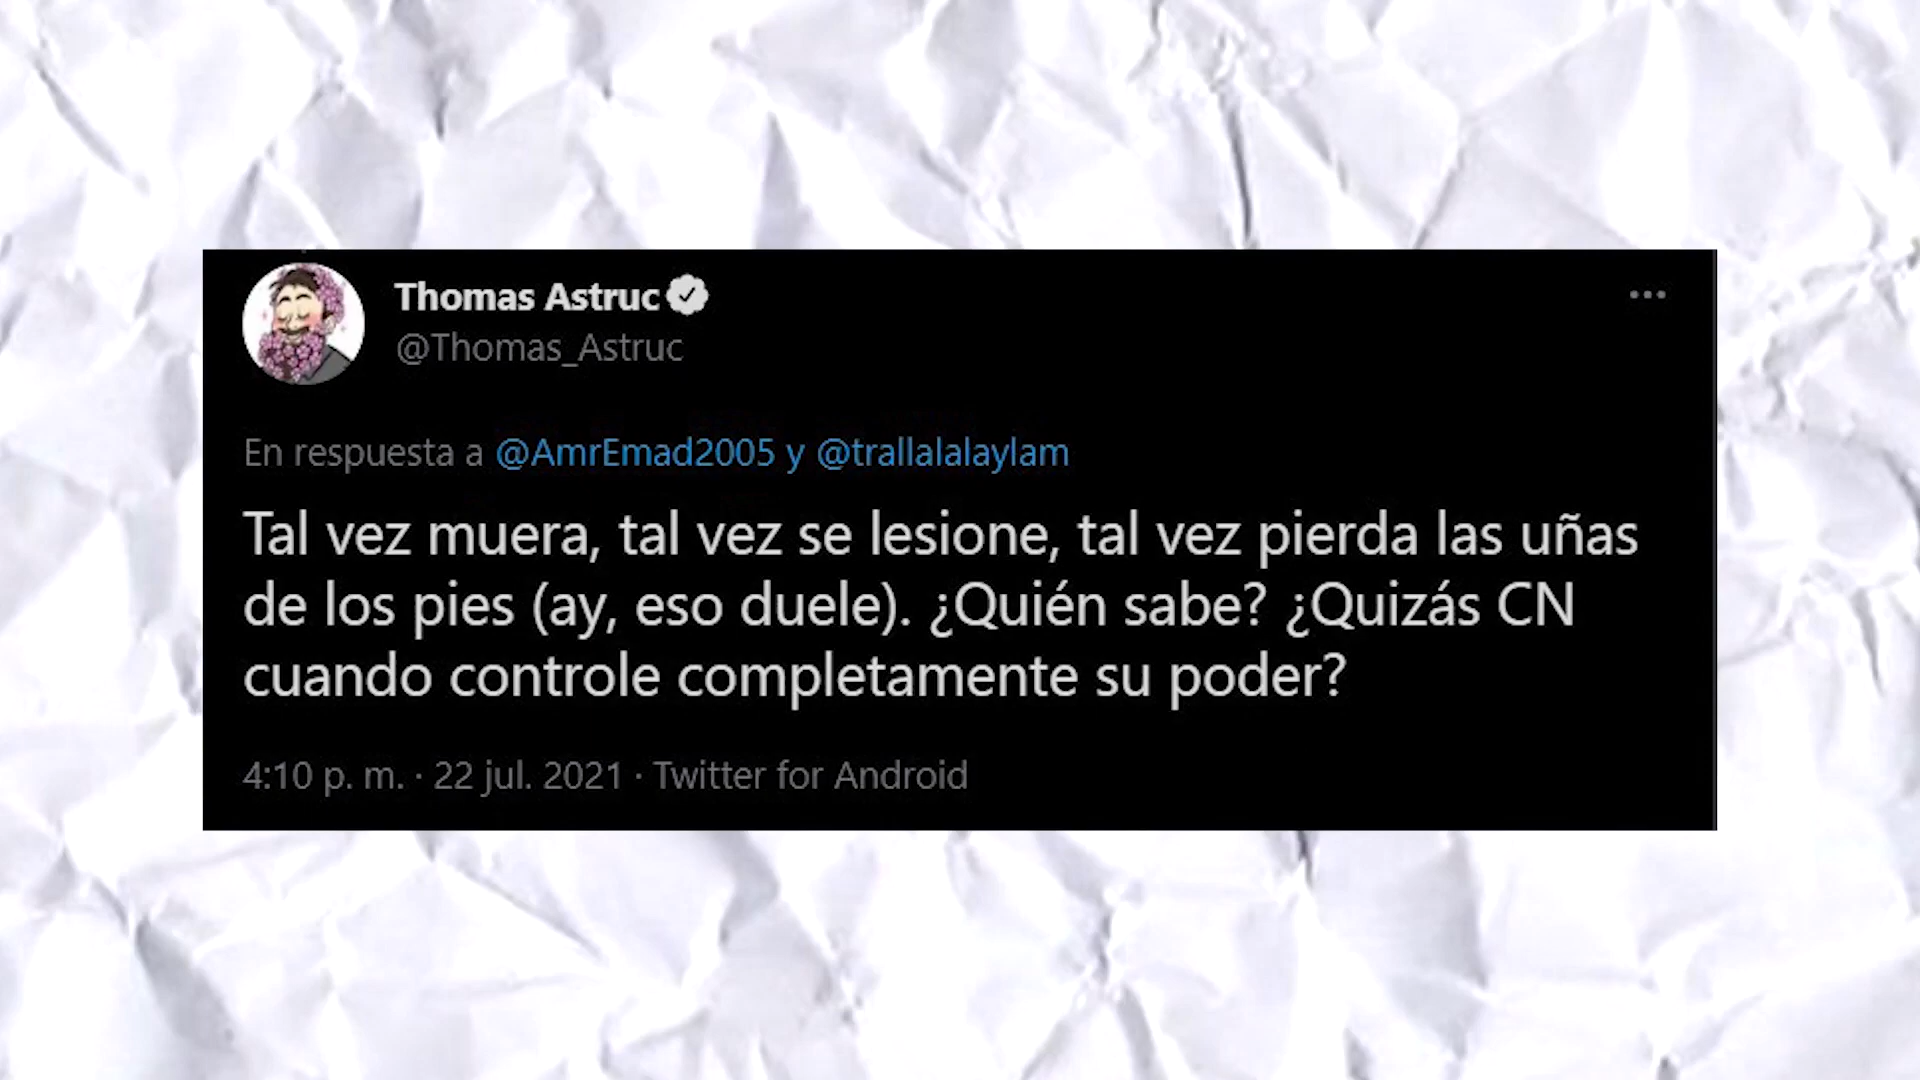 Thomas Astruc
@Thomas_Astruc
En respuesta a @AmrEmad2005 y @trallalalaylam
Tal vez muera, tal vez se lesione, tal vez pierda las uñas
de los pies (ay, eso duele). ¿Quién sabe? ¿Quizás CN
cuando controle completamente su poder?
4:10 p. m. · 22 jul. 2021 · Twitter for Android